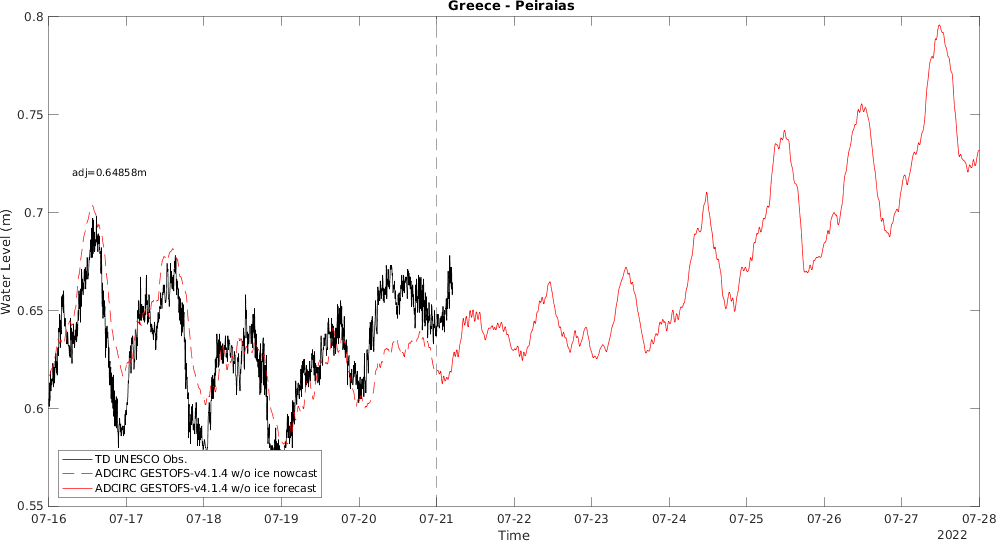 Greece - Peiraias
0.8
0.75
0.7
0.65
0.6
0.55
Water Level (m)
adj=0.64858m
TD UNESCO Obs.
ADCIRC GESTOFS-v4.1.4 w/o ice nowcast
ADCIRC GESTOFS-v4.1.4 w/o ice forecast
07-16 07-17 07-18 07-19 07-20 07-21 07-22 07-23 07-24 07-25 07-26 07-27 07-28
Time
2022